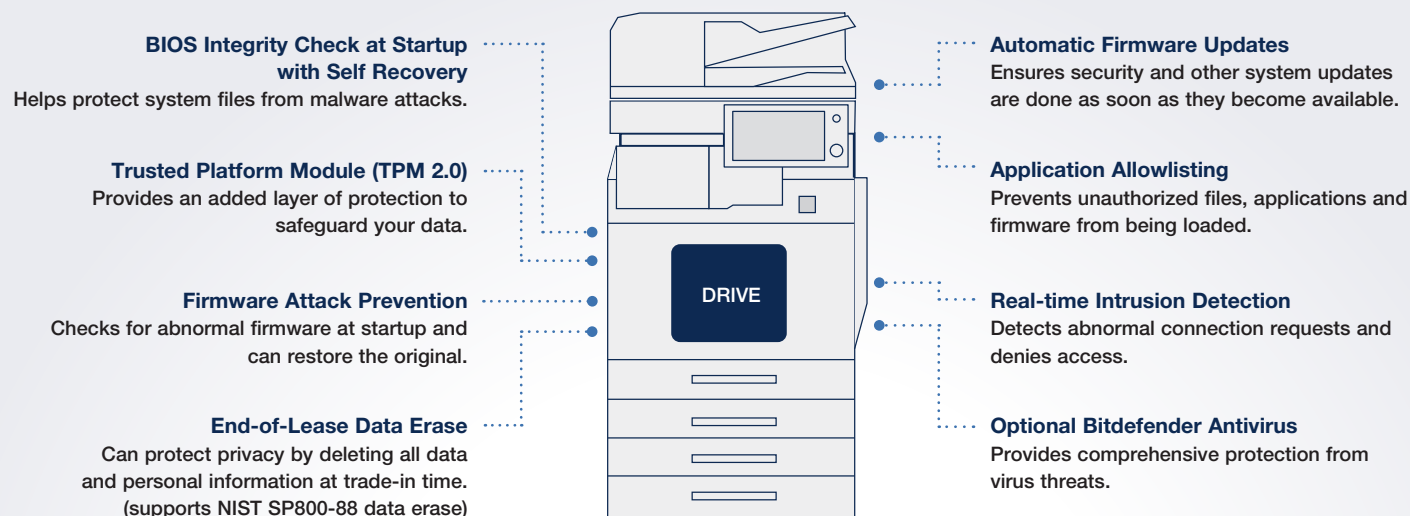 BIOS Integrity Check at Startup
with Self Recovery
Helps protect system files from malware attacks.
Trusted Platform Module (TPM 2.0)
Provides an added layer of protection to
safeguard your data.
Firmware Attack Prevention
Checks for abnormal firmware at startup and
can restore the original.
End-of-Lease Data Erase
Can protect privacy by deleting all data
and personal information at trade-in time.
(supports NIST SP800-88 data erase)
DRIVE
Automatic Firmware Updates
Ensures security and other system updates
are done as soon as they become available.
Application Allowlisting
Prevents unauthorized files, applications and
firmware from being loaded.
Real-time Intrusion Detection
Detects abnormal connection requests and
denies access.
Optional Bitdefender Antivirus
Provides comprehensive protection from
virus threats.